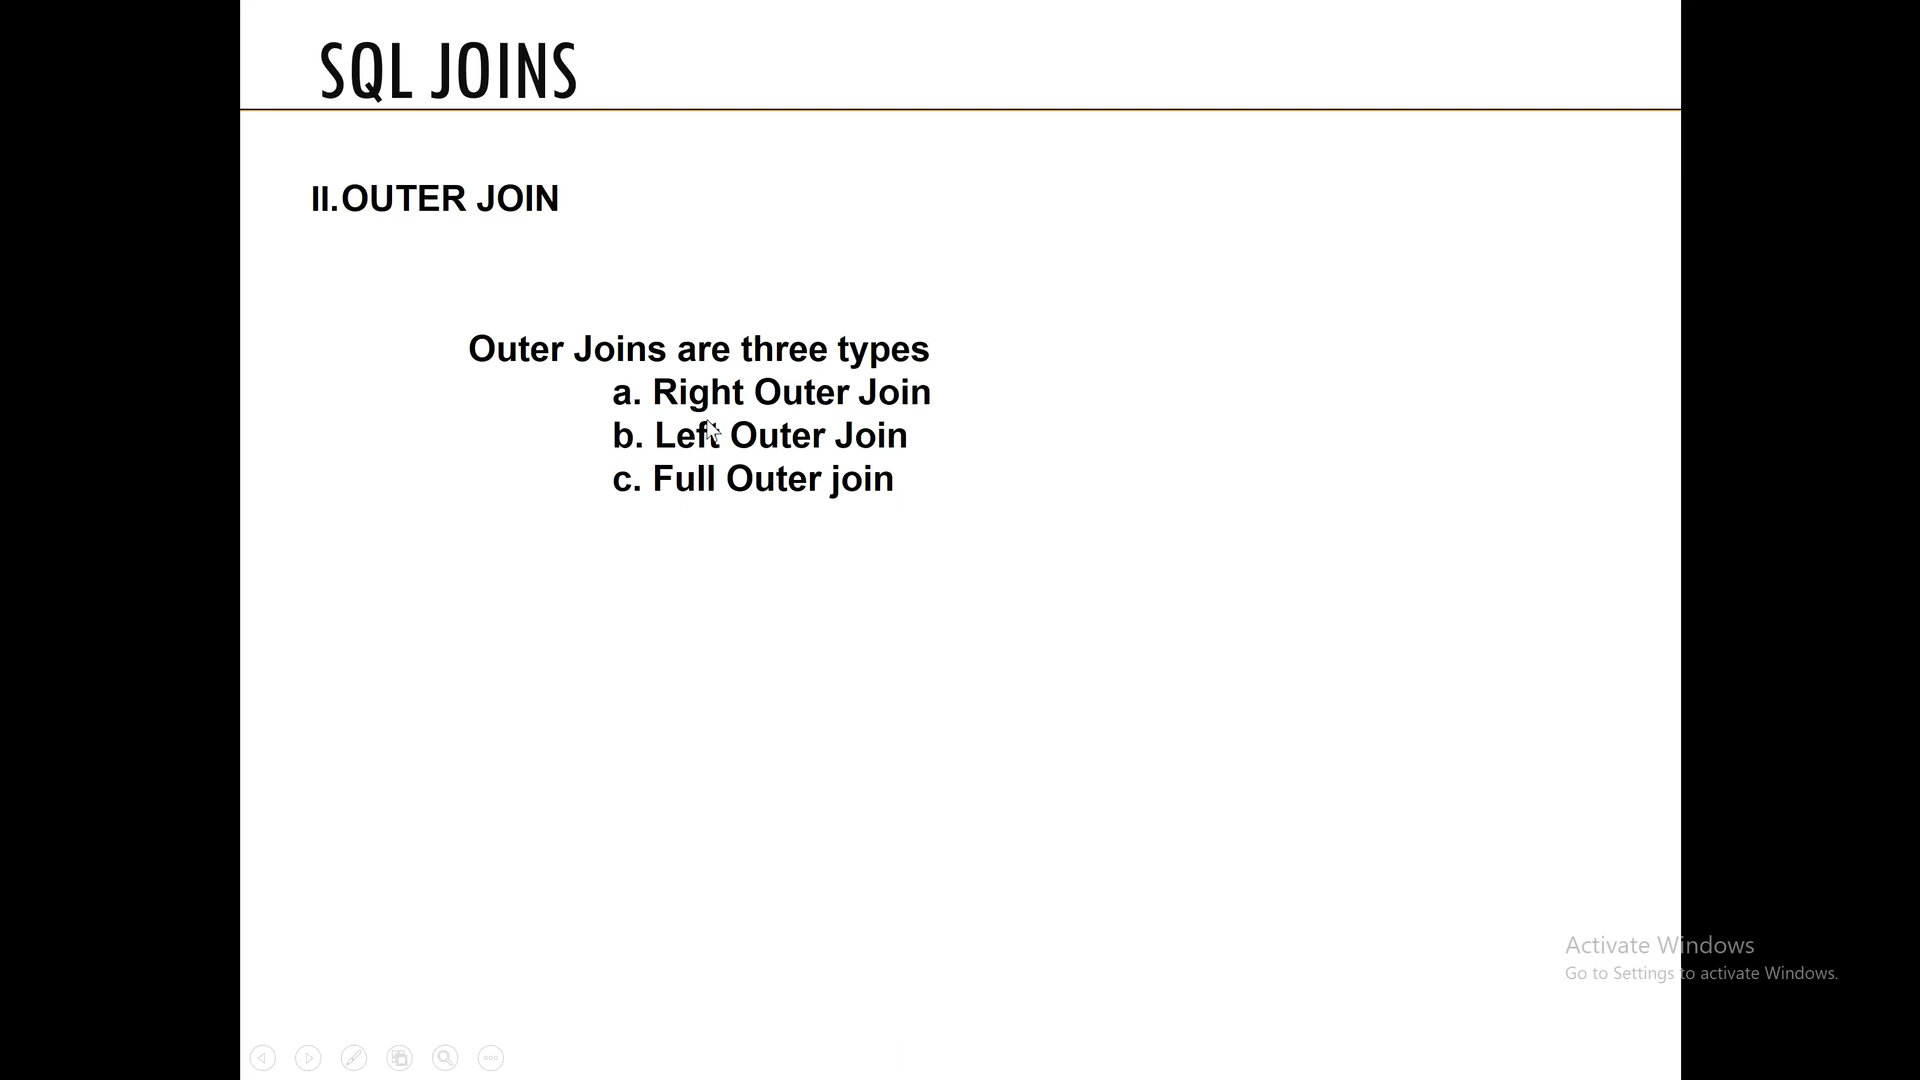 SQL JOINS
II.OUTER JOIN
Outer Joins are three types
a. Right Outer Join
b. Left Outer Join
c. Full Outer join
Activate Windows
Go to Settings to activate Windows.